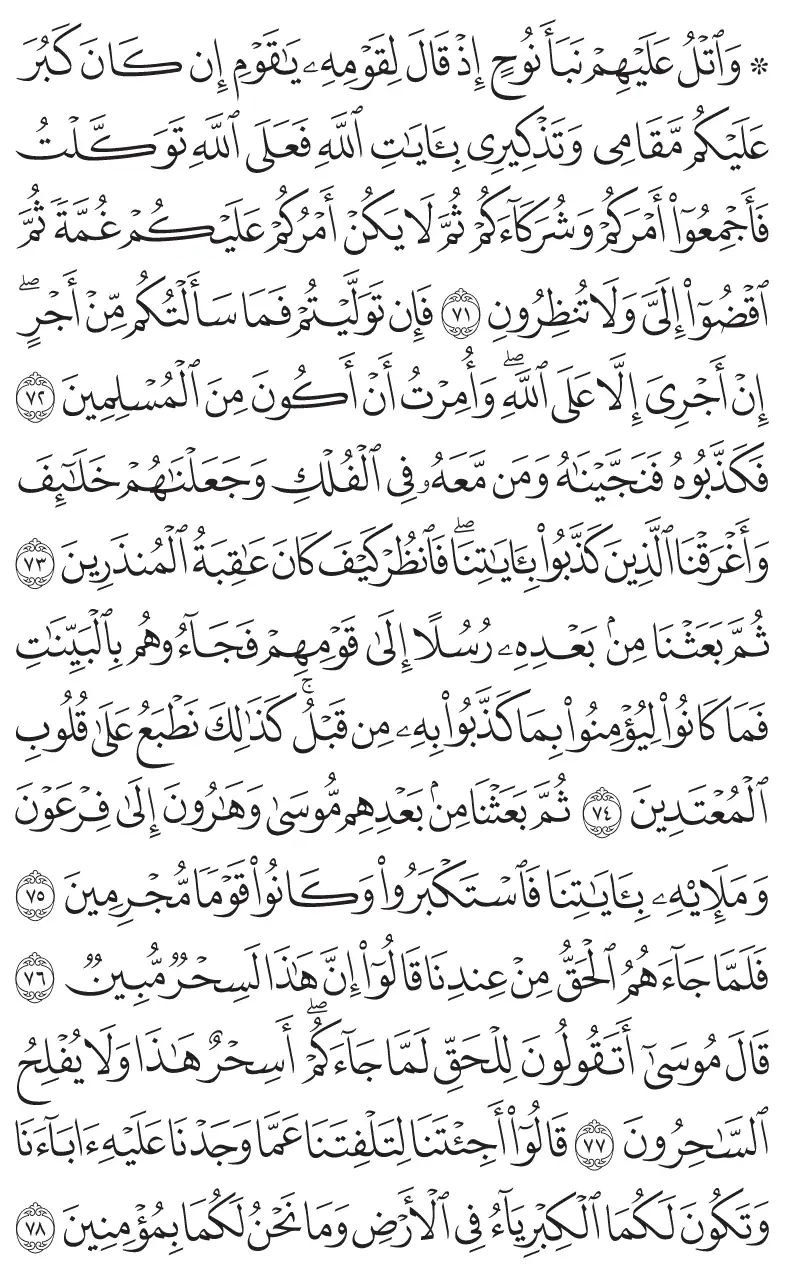 ۞ وَٱتۡلُ عَلَيۡهِمۡ نَبَأَ نُوحٍ إِذۡ قَالَ لِقَوۡمِهِۦ يَٰقَوۡمِ إِن كَانَ كَبُرَ
عَلَيۡكُم مَّقَامِي وَتَذۡكِيرِي بِـَٔايَٰتِ ٱللَّهِ فَعَلَى ٱللَّهِ تَوَكَّلۡتُ
فَأَجۡمِعُوٓاْ أَمۡرَكُمۡ وَشُرَكَآءَكُمۡ ثُمَّ لَا يَكُنۡ أَمۡرُكُمۡ عَلَيۡكُمۡ غُمَّةٗ ثُمَّ
ٱقۡضُوٓاْ إِلَيَّ وَلَا تُنظِرُونِ ٧١ فَإِن تَوَلَّيۡتُمۡ فَمَا سَأَلۡتُكُم مِّنۡ أَجۡرٍۖ
إِنۡ أَجۡرِيَ إِلَّا عَلَى ٱللَّهِۖ وَأُمِرۡتُ أَنۡ أَكُونَ مِنَ ٱلۡمُسۡلِمِينَ ٧٢
فَكَذَّبُوهُ فَنَجَّيۡنَٰهُ وَمَن مَّعَهُۥ فِي ٱلۡفُلۡكِ وَجَعَلۡنَٰهُمۡ خَلَٰٓئِفَ
وَأَغۡرَقۡنَا ٱلَّذِينَ كَذَّبُواْ بِـَٔايَٰتِنَاۖ فَٱنظُرۡ كَيۡفَ كَانَ عَٰقِبَةُ ٱلۡمُنذَرِينَ ٧٣
ثُمَّ بَعَثۡنَا مِنۢ بَعۡدِهِۦ رُسُلًا إِلَىٰ قَوۡمِهِمۡ فَجَآءُوهُم بِٱلۡبَيِّنَٰتِ
فَمَا كَانُواْ لِيُؤۡمِنُواْ بِمَا كَذَّبُواْ بِهِۦ مِن قَبۡلُۚ كَذَٰلِكَ نَطۡبَعُ عَلَىٰ قُلُوبِ
ٱلۡمُعۡتَدِينَ ٧٤ ثُمَّ بَعَثۡنَا مِنۢ بَعۡدِهِم مُّوسَىٰ وَهَٰرُونَ إِلَىٰ فِرۡعَوۡنَ
وَمَلَإِيْهِۦ بِـَٔايَٰتِنَا فَٱسۡتَكۡبَرُواْ وَكَانُواْ قَوۡمٗا مُّجۡرِمِينَ ٧٥
فَلَمَّا جَآءَهُمُ ٱلۡحَقُّ مِنۡ عِندِنَا قَالُوٓاْ إِنَّ هَٰذَا لَسِحۡرٞ مُّبِينٞ ٧٦
قَالَ مُوسَىٰٓ أَتَقُولُونَ لِلۡحَقِّ لَمَّا جَآءَكُمۡۖ أَسِحۡرٌ هَٰذَا وَلَا يُفۡلِحُ
ٱلسَّٰحِرُونَ ٧٧ قَالُوٓاْ أَجِئۡتَنَا لِتَلۡفِتَنَا عَمَّا وَجَدۡنَا عَلَيۡهِ ءَابَآءَنَا
وَتَكُونَ لَكُمَا ٱلۡكِبۡرِيَآءُ فِي ٱلۡأَرۡضِ وَمَا نَحۡنُ لَكُمَا بِمُؤۡمِنِينَ ٧٨